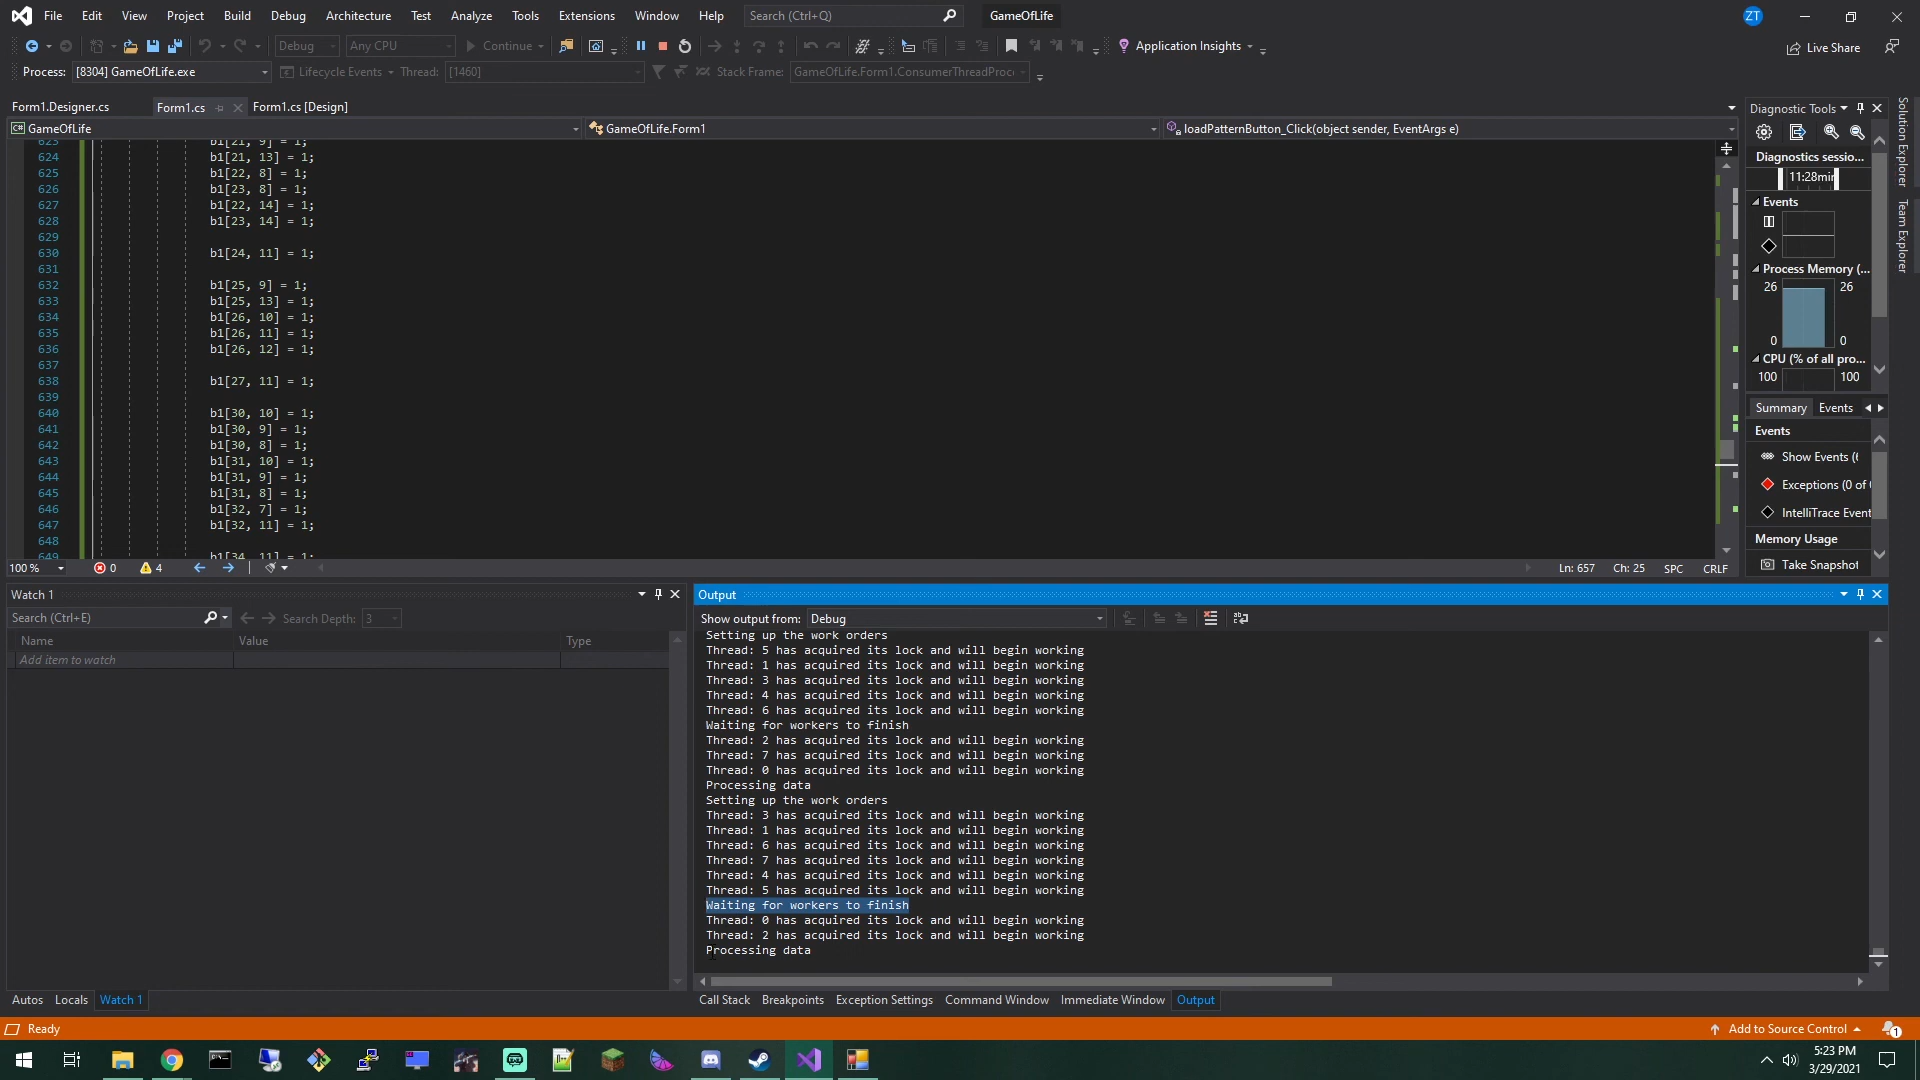 File Edit View Project Build Debug Architecture Test Analyze Tools Extensions Window Help Search (Ctrl+Q) GameOfLife ZT
Debug Any CPU Continue Application Insights Live Share
Process: [8304] GameOfLife.exe Lifecycle Events Thread: [1460] Stack Frame: GameOfLife.Form1.ConsumerThreadProc
Form1.Designer.cs Form1.cs Form1.cs [Design]
GameOfLife GameOfLife.Form1 loadPatternButton_Click(object sender, EventArgs e)
623 b1[21, 9] = 1;
624 b1[21, 13] = 1;
625 b1[22, 8] = 1;
626 b1[23, 8] = 1;
627 b1[22, 14] = 1;
628 b1[23, 14] = 1;
629
630 b1[24, 11] = 1;
631
632 b1[25, 9] = 1;
633 b1[25, 13] = 1;
634 b1[26, 10] = 1;
635 b1[26, 11] = 1;
636 b1[26, 12] = 1;
637
638 b1[27, 11] = 1;
639
640 b1[30, 10] = 1;
641 b1[30, 9] = 1;
642 b1[30, 8] = 1;
643 b1[31, 10] = 1;
644 b1[31, 9] = 1;
645 b1[31, 8] = 1;
646 b1[32, 7] = 1;
647 b1[32, 11] = 1;
648
649 b1[34, 11] = 1;
100 % 0 4 Ln: 657 Ch: 25 SPC CRLF
Diagnostic Tools
Diagnostics sessio...
11:28min
Events
Process Memory (...
26 26
0 0
CPU (% of all pro...
100 100
Summary Events
Events
Show Events (
Exceptions (0 of
IntelliTrace Event
Memory Usage
Take Snapshot
Solution Explorer
Team Explorer
Watch 1
Search (Ctrl+E) Search Depth: 3
Name Value Type
Add item to watch
Autos Locals Watch 1
Output
Show output from: Debug
Setting up the work orders
Thread: 5 has acquired its lock and will begin working
Thread: 1 has acquired its lock and will begin working
Thread: 3 has acquired its lock and will begin working
Thread: 4 has acquired its lock and will begin working
Thread: 6 has acquired its lock and will begin working
Waiting for workers to finish
Thread: 2 has acquired its lock and will begin working
Thread: 7 has acquired its lock and will begin working
Thread: 0 has acquired its lock and will begin working
Processing data
Setting up the work orders
Thread: 3 has acquired its lock and will begin working
Thread: 1 has acquired its lock and will begin working
Thread: 6 has acquired its lock and will begin working
Thread: 7 has acquired its lock and will begin working
Thread: 4 has acquired its lock and will begin working
Thread: 5 has acquired its lock and will begin working
Waiting for workers to finish
Thread: 0 has acquired its lock and will begin working
Thread: 2 has acquired its lock and will begin working
Processing data
Call Stack Breakpoints Exception Settings Command Window Immediate Window Output
Ready Add to Source Control 1
5:23 PM
3/29/2021